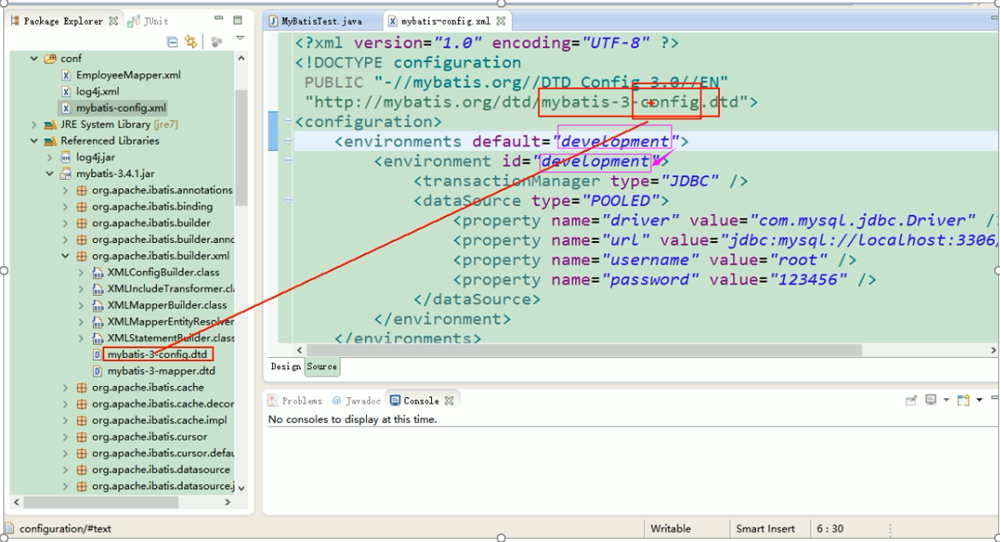 Package Explorer
JUnit
conf
EmployeeMapper.xml
log4j.xml
mybatis-config.xml
JRE System Library [jre7]
Referenced Libraries
log4j.jar
mybatis-3.4.1.jar
org.apache.ibatis.annotations
org.apache.ibatis.binding
org.apache.ibatis.builder
org.apache.ibatis.builder.anno
org.apache.ibatis.builder.xml
XMLConfigBuilder.class
XMLIncludeTransformer.cl
XMLMapperBuilder.class
XMLMapperEntityResolver
XMLStatementBuilder.class
mybatis-3-config.dtd
mybatis-3-mapper.dtd
org.apache.ibatis.cache
org.apache.ibatis.cache.decor
org.apache.ibatis.cache.impl
org.apache.ibatis.cursor
org.apache.ibatis.cursor.defau
org.apache.ibatis.datasource
org.apache.ibatis.datasource.j
MyBatisTest.java
mybatis-config.xml
<?xml version="1.0" encoding="UTF-8" ?>
<!DOCTYPE configuration
PUBLIC "-//mybatis.org//DTD Config 3.0//EN"
"http://mybatis.org/dtd/mybatis-3-config.dtd">
<configuration>
<environments default="development">
<environment id="development">
<transactionManager type="JDBC" />
<dataSource type="POOLED">
<property name="driver" value="com.mysql.jdbc.Driver" /
<property name="url" value="jdbc:mysql://localhost:3306/
<property name="username" value="root" />
<property name="password" value="123456" />
</dataSource>
</environment>
</environments>
Design
Source
Problems
@ Javadoc
Console
No consoles to display at this time.
configuration/#text
Writable
Smart Insert
6 : 30